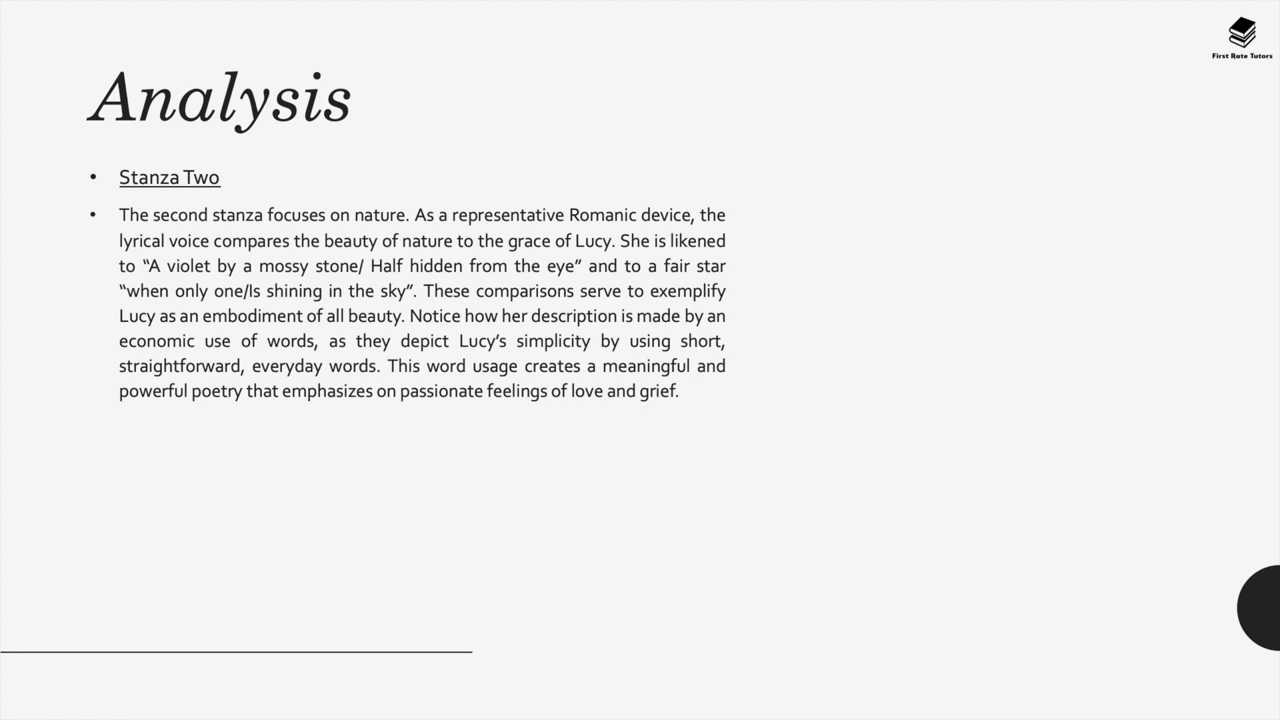 First Rate Tutors
Analysis
• Stanza Two
• The second stanza focuses on nature. As a representative Romanic device, the
lyrical voice compares the beauty of nature to the grace of Lucy. She is likened
to “A violet by a mossy stone/ Half hidden from the eye” and to a fair star
“when only one/Is shining in the sky”. These comparisons serve to exemplify
Lucy as an embodiment of all beauty. Notice how her description is made by an
economic use of words, as they depict Lucy’s simplicity by using short,
straightforward, everyday words. This word usage creates a meaningful and
powerful poetry that emphasizes on passionate feelings of love and grief.